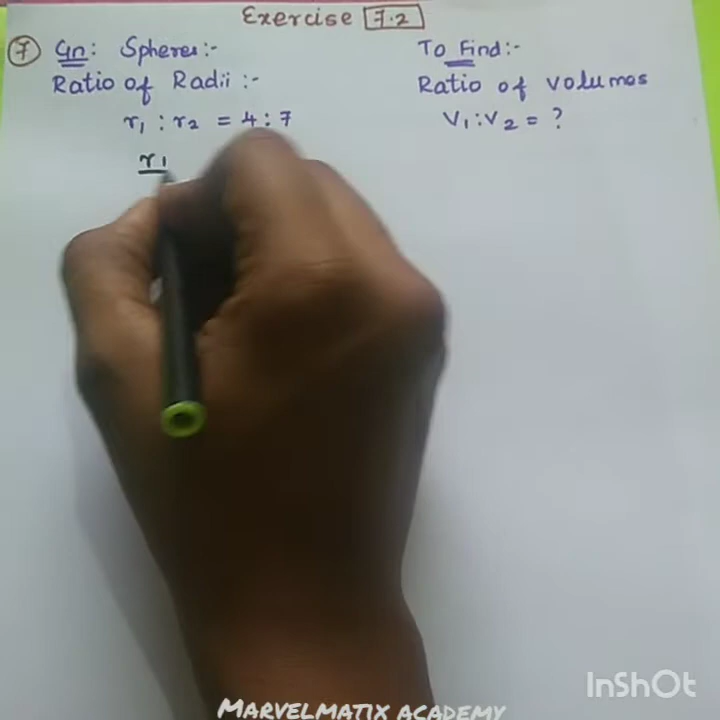 Exercise 7.2
7 Gn: Spheres:-
Ratio of Radii :-
r₁ : r₂ = 4 : 7
r₁
To Find:-
Ratio of volumes
V₁ : V₂ = ?
InShOt
MARVELMATIX ACADEMY